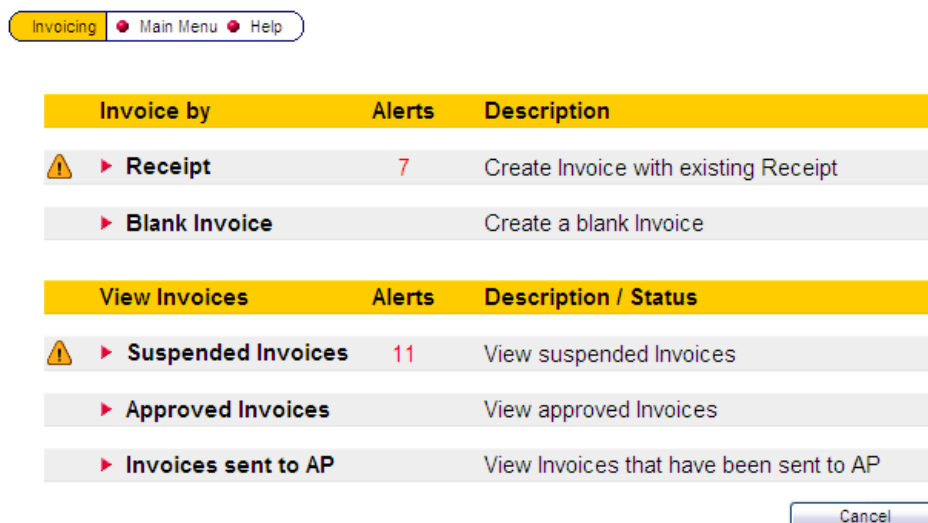 Invoicing Main Menu Help
Invoice by Alerts Description
Receipt 7 Create Invoice with existing Receipt
Blank Invoice Create a blank Invoice
View Invoices Alerts Description / Status
Suspended Invoices 11 View suspended Invoices
Approved Invoices View approved Invoices
Invoices sent to AP View Invoices that have been sent to AP
Cancel